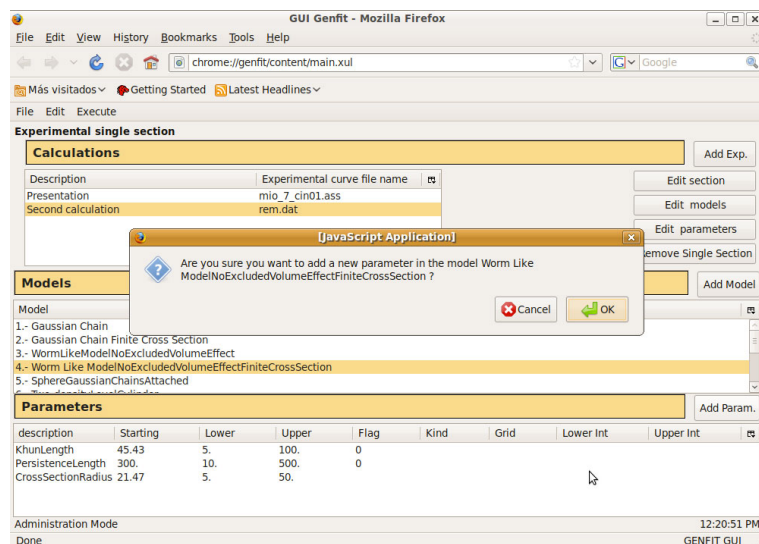 GUI Genfit - Mozilla Firefox
File Edit View History Bookmarks Tools Help
chrome://genfit/content/main.xul
G Google
Más visitados Getting Started Latest Headlines
File Edit Execute
Experimental single section
Calculations
Add Exp.
Description Experimental curve file name
Presentation mio_7_cin01.ass
Second calculation rem.dat
Edit section
Edit models
Edit parameters
emove Single Section
[JavaScript Application]
Are you sure you want to add a new parameter in the model Worm Like
ModelNoExcludedVolumeEffectFiniteCrossSection ?
Cancel OK
Models
Add Model
Model
1.- Gaussian Chain
2.- Gaussian Chain Finite Cross Section
3.- WormLikeModelNoExcludedVolumeEffect
4.- Worm Like ModelNoExcludedVolumeEffectFiniteCrossSection
5.- SphereGaussianChainsAttached
Parameters
Add Param.
description Starting Lower Upper Flag Kind Grid Lower Int Upper Int
KhunLength 45.43 5. 100. 0
PersistenceLength 300. 10. 500. 0
CrossSectionRadius 21.47 5. 50.
Administration Mode 12:20:51 PM
Done GENFIT GUI